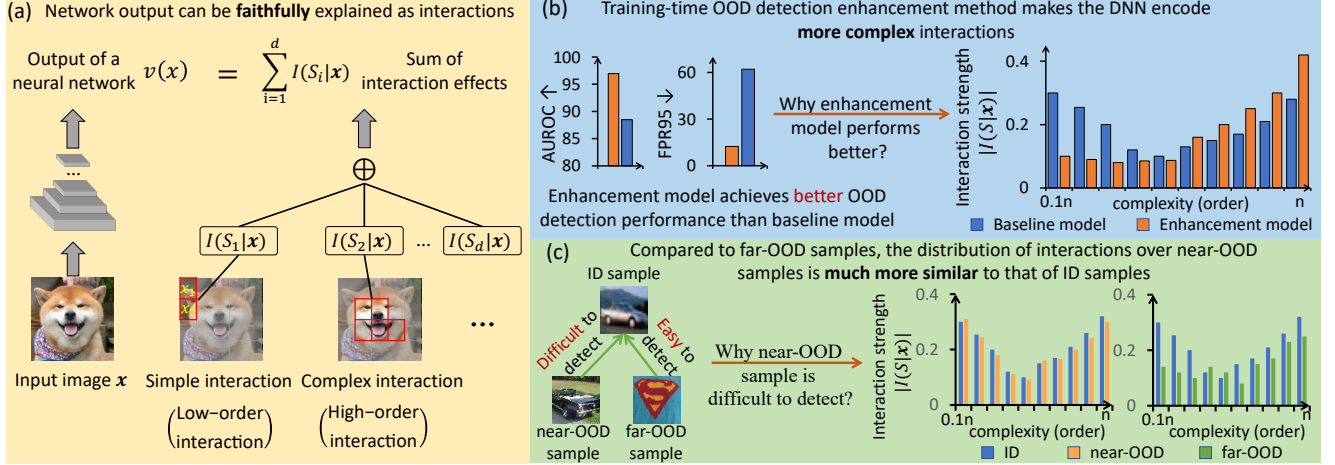 (a) Network output can be faithfully explained as interactions
Output of a
neural network
v(x) = \sum_{i=1}^{d} I(S_i|x)
Sum of
interaction effects
...
I(S_1|x) I(S_2|x) ... I(S_d|x)
x_1
Input image x
Simple interaction
(Low−order
interaction)
Complex interaction
(High−order
interaction)
...
(b) Training-time OOD detection enhancement method makes the DNN encode
more complex interactions
AUROC ↑
100
95
90
85
80
FPR95 ↓
60
30
0
Why enhancement
model performs
better?
Enhancement model achieves better OOD
detection performance than baseline model
Interaction strength
|I(S|x)|
0.4
0.2
0
0.1n complexity (order) n
Baseline model Enhancement model
(c) Compared to far-OOD samples, the distribution of interactions over near-OOD
samples is much more similar to that of ID samples
ID sample
Difficult to
detect
Easy to
detect
near-OOD
sample
far-OOD
sample
Why near-OOD
sample is
difficult to detect?
Interaction strength
|I(S|x)|
0.4
0.2
0
0.1n n
complexity (order)
0.4
0.2
0
0.1n n
complexity (order)
ID near-OOD far-OOD